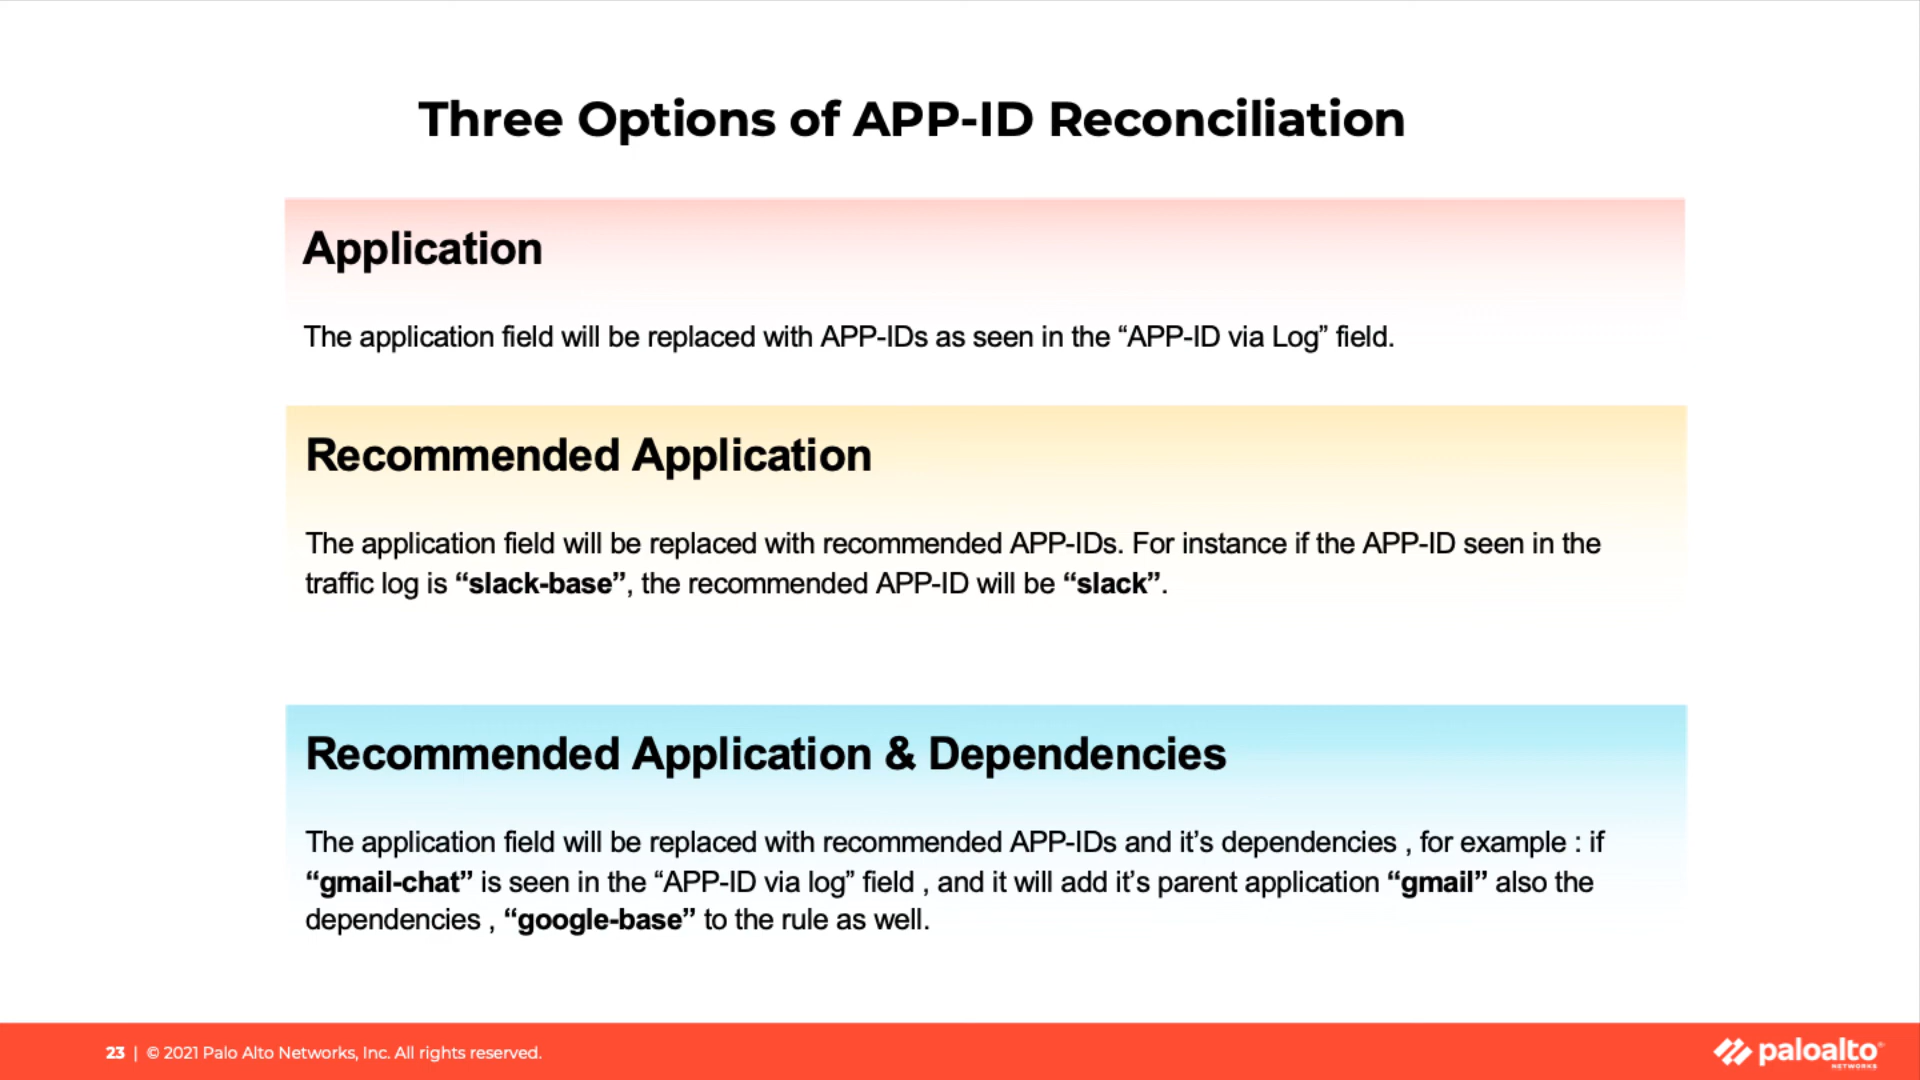 Three Options of APP-ID Reconciliation
Application
The application field will be replaced with APP-IDs as seen in the “APP-ID via Log” field.
Recommended Application
The application field will be replaced with recommended APP-IDs. For instance if the APP-ID seen in the
traffic log is “slack-base”, the recommended APP-ID will be “slack”.
Recommended Application & Dependencies
The application field will be replaced with recommended APP-IDs and it’s dependencies , for example : if
“gmail-chat” is seen in the “APP-ID via log” field , and it will add it’s parent application “gmail” also the
dependencies , “google-base” to the rule as well.
23 | © 2021 Palo Alto Networks, Inc. All rights reserved.
paloalto
NETWORKS